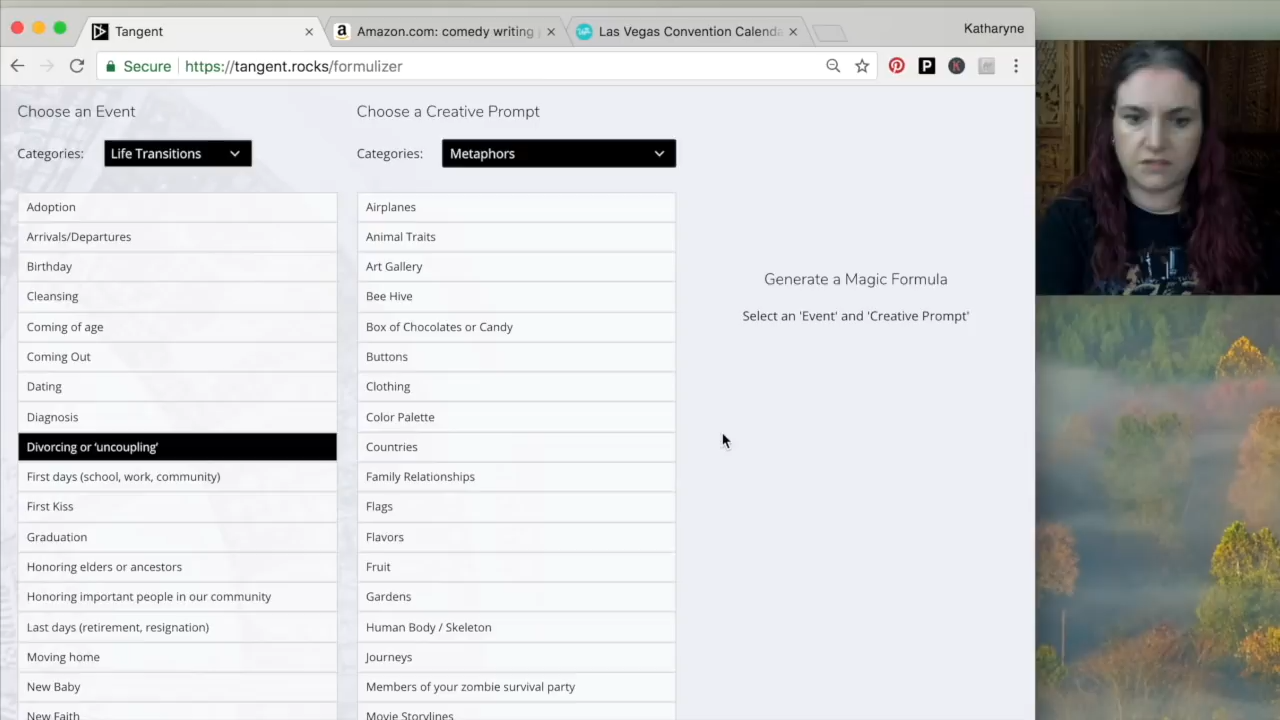 Tangent
Amazon.com: comedy writing
Las Vegas Convention Calenda
Katharyne
Secure
https://tangent.rocks/formulizer
Choose an Event
Categories:
Life Transitions
Adoption
Arrivals/Departures
Birthday
Cleansing
Coming of age
Coming Out
Dating
Diagnosis
Divorcing or ‘uncoupling’
First days (school, work, community)
First Kiss
Graduation
Honoring elders or ancestors
Honoring important people in our community
Last days (retirement, resignation)
Moving home
New Baby
New Faith
Choose a Creative Prompt
Categories:
Metaphors
Airplanes
Animal Traits
Art Gallery
Bee Hive
Box of Chocolates or Candy
Buttons
Clothing
Color Palette
Countries
Family Relationships
Flags
Flavors
Fruit
Gardens
Human Body / Skeleton
Journeys
Members of your zombie survival party
Movie Storylines
Generate a Magic Formula
Select an 'Event' and 'Creative Prompt'